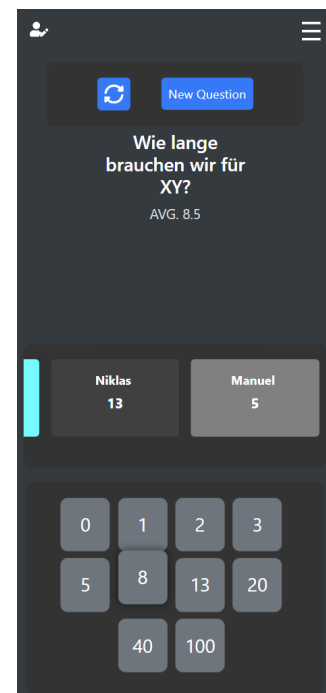 New Question
Wie lange
brauchen wir für
XY?
AVG. 8.5
Niklas Manuel
13 5
0 1 2 3
5 8 13 20
40 100